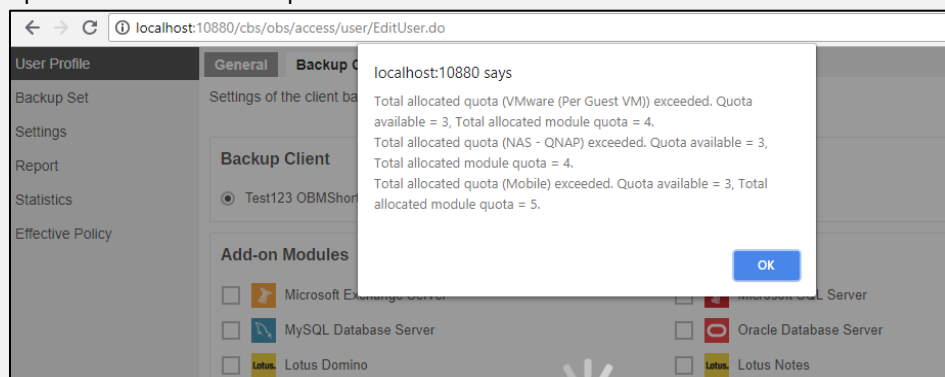 localhost:10880/cbs/obs/access/user/EditUser.do
User Profile
General
Backup C
Backup Set
Settings of the client ba
Settings
Report
Statistics
Effective Policy
localhost:10880 says
Total allocated quota (VMware (Per Guest VM)) exceeded. Quota
available = 3, Total allocated module quota = 4.
Total allocated quota (NAS - QNAP) exceeded. Quota available = 3,
Total allocated module quota = 4.
Total allocated quota (Mobile) exceeded. Quota available = 3, Total
allocated module quota = 5.
OK
Backup Client
Test123 OBMShort
Add-on Modules
Microsoft Exchange Server
Microsoft SQL Server
MySQL Database Server
Oracle Database Server
Lotus. Lotus Domino
Lotus. Lotus Notes